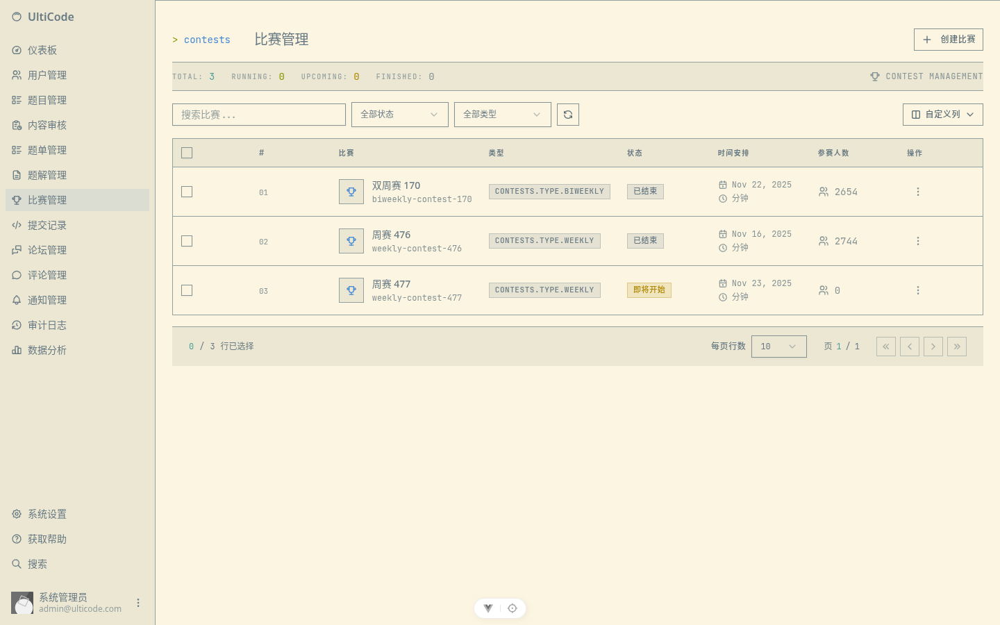 UltiCode
仪表板
用户管理
题目管理
内容审核
题单管理
题解管理
比赛管理
提交记录
论坛管理
评论管理
通知管理
审计日志
数据分析
系统设置
获取帮助
搜索
系统管理员
admin@ulticode.com
> contests 比赛管理
创建比赛
TOTAL: 3 RUNNING: 0 UPCOMING: 0 FINISHED: 0
CONTEST MANAGEMENT
搜索比赛...
全部状态
全部类型
自定义列
# 比赛 类型 状态 时间安排 参赛人数 操作
01 双周赛 170 CONTESTS.TYPE.BIWEEKLY 已结束 Nov 22, 2025 2654
biweekly-contest-170 分钟
02 周赛 476 CONTESTS.TYPE.WEEKLY 已结束 Nov 16, 2025 2744
weekly-contest-476 分钟
03 周赛 477 CONTESTS.TYPE.WEEKLY 即将开始 Nov 23, 2025 0
weekly-contest-477 分钟
0 / 3 行已选择
每页行数 10
页 1 / 1